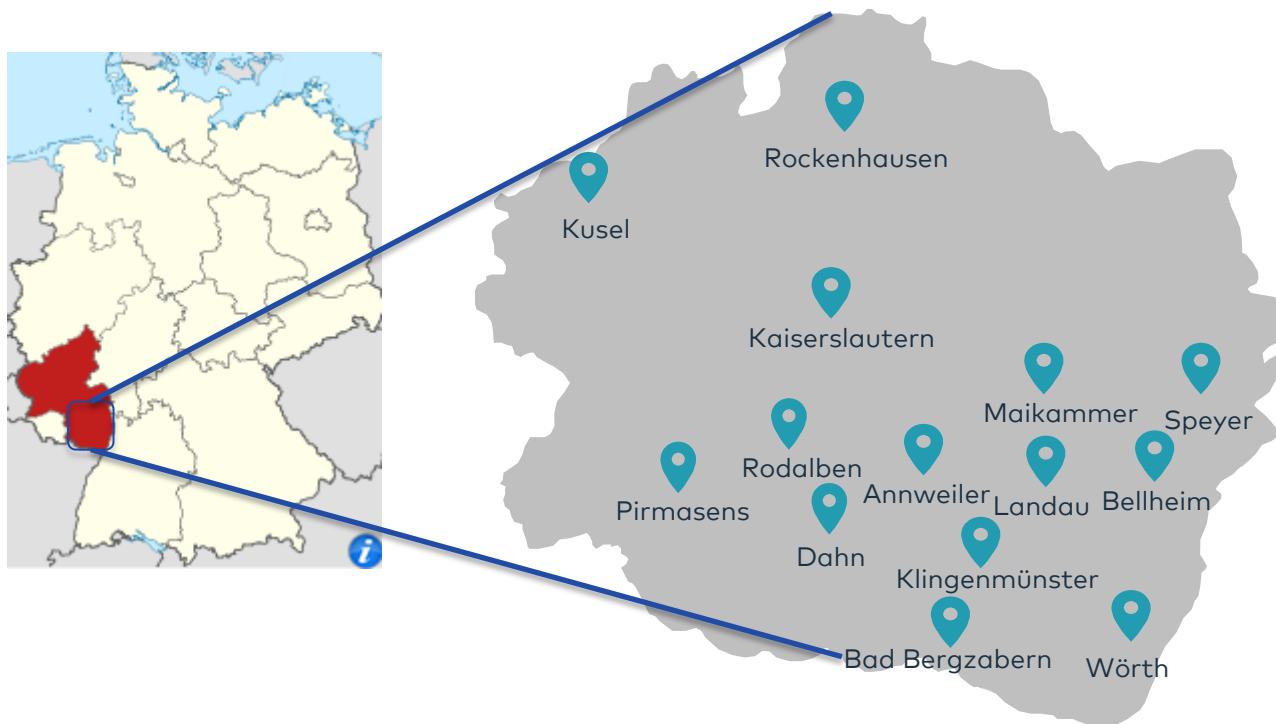 Rockenhausen
Kusel
Kaiserslautern
Maikammer
Speyer
Rodalben
Annweiler
Landau
Bellheim
Pirmasens
Dahn
Klingenmünster
Bad Bergzabern
Wörth
i